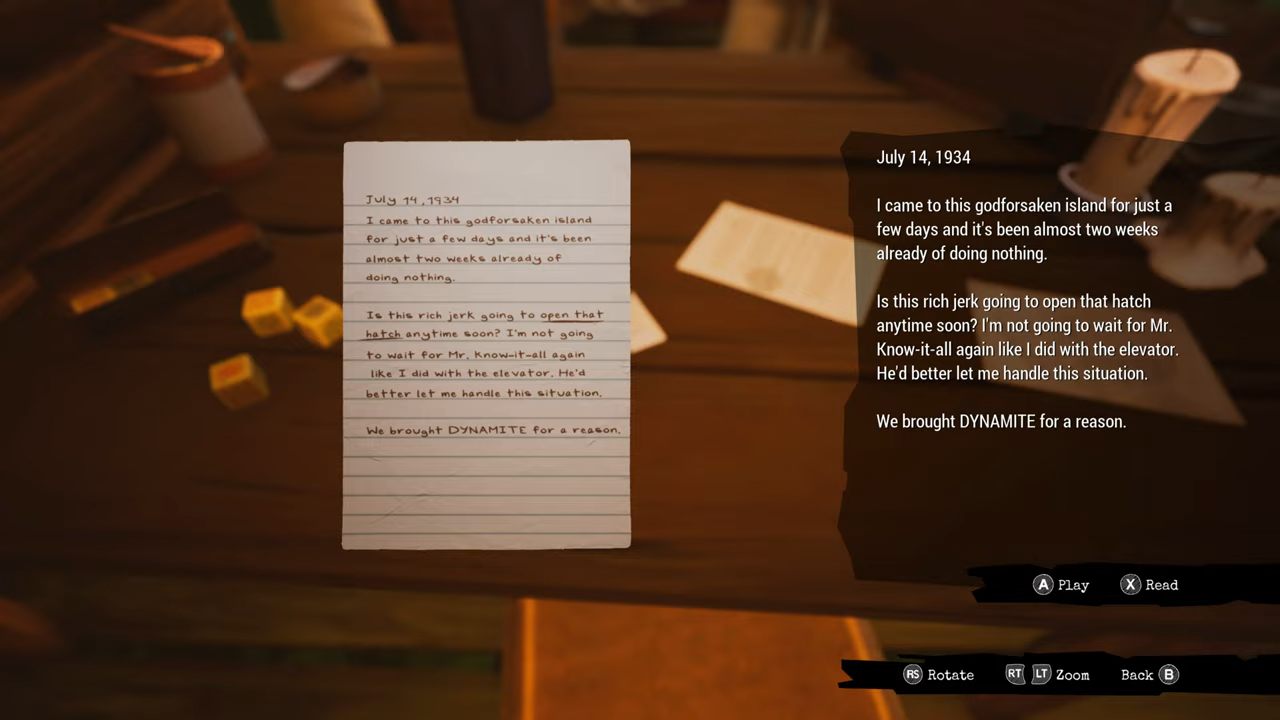 July 14, 1934
I came to this godforsaken island
for just a few days and it's been
almost two weeks already of
doing nothing.
Is this rich jerk going to open that
hatch anytime soon? I'm not going
to wait for Mr. Know-it-all again
like I did with the elevator. He'd
better let me handle this situation.
We brought DYNAMITE for a reason.
July 14, 1934
I came to this godforsaken island for just a
few days and it's been almost two weeks
already of doing nothing.
Is this rich jerk going to open that hatch
anytime soon? I'm not going to wait for Mr.
Know-it-all again like I did with the elevator.
He'd better let me handle this situation.
We brought DYNAMITE for a reason.
A Play X Read
RS Rotate RT LT Zoom Back B